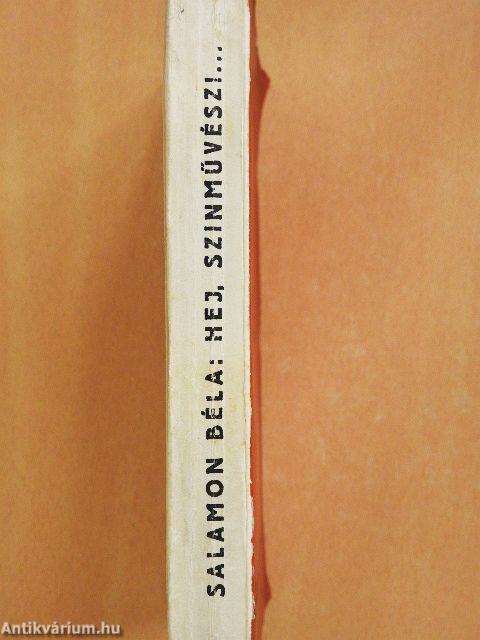 SALAMON BÉLA: HEJ, SZINMŰVÉSZ!...
Antikvárium.hu